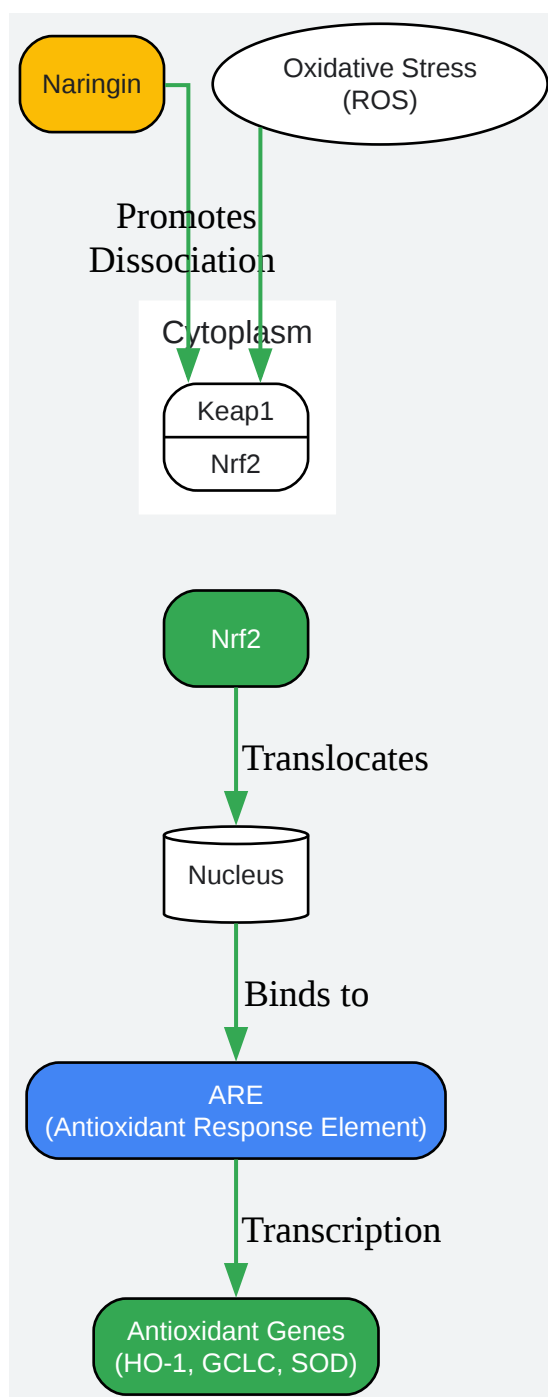 Naringin
Oxidative Stress
(ROS)
Promotes
Dissociation
Cytoplasm
Keap1
Nrf2
Nrf2
Translocates
Nucleus
Binds to
ARE
(Antioxidant Response Element)
Transcription
Antioxidant Genes
(HO-1, GCLC, SOD)